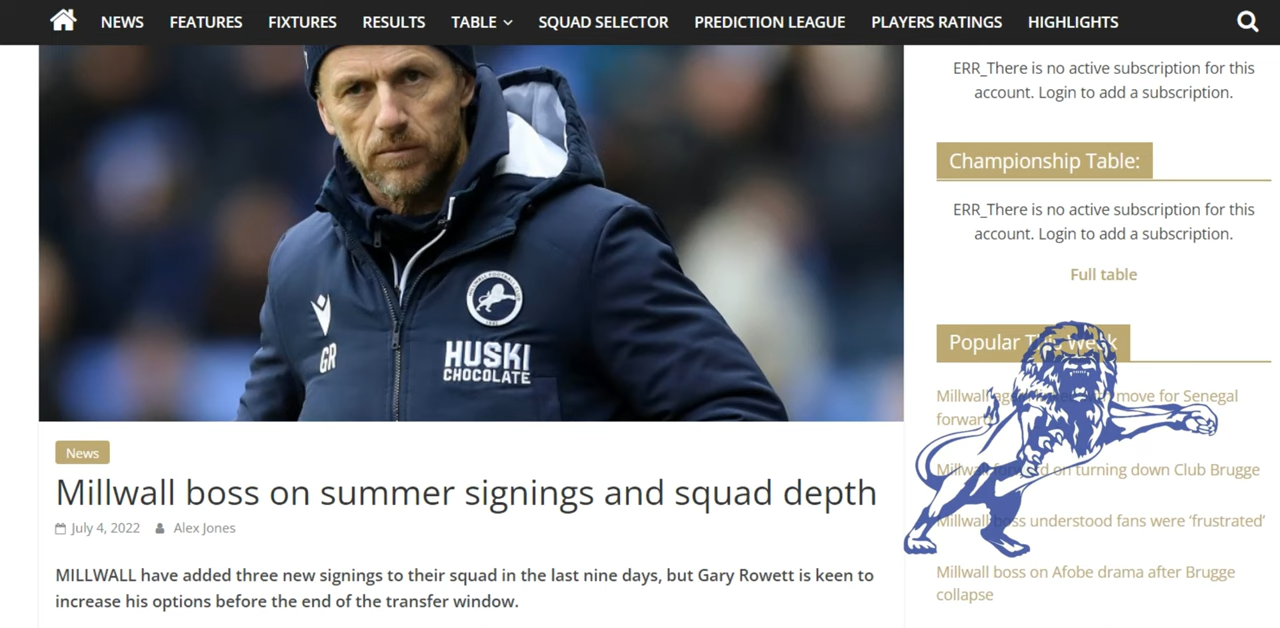 NEWS FEATURES FIXTURES RESULTS TABLE SQUAD SELECTOR PREDICTION LEAGUE PLAYERS RATINGS HIGHLIGHTS
GR
HUSKI
CHOCOLATE
News
Millwall boss on summer signings and squad depth
July 4, 2022 Alex Jones
MILLWALL have added three new signings to their squad in the last nine days, but Gary Rowett is keen to
increase his options before the end of the transfer window.
ERR_There is no active subscription for this
account. Login to add a subscription.
Championship Table:
ERR_There is no active subscription for this
account. Login to add a subscription.
Full table
Popular This Week
Millwall move for Senegal
forward
Millwall on turning down Club Brugge
Millwall boss understood fans were ‘frustrated’
Millwall boss on Afobe drama after Brugge
collapse